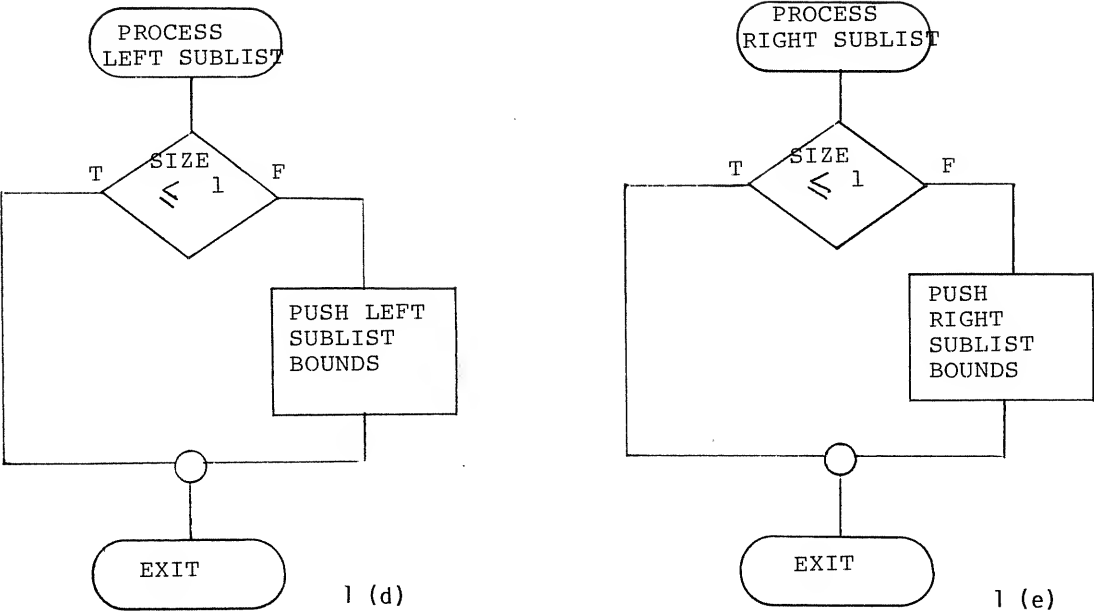 PROCESS
LEFT SUBLIST
T
SIZE
≤ 1
F
PUSH LEFT
SUBLIST
BOUNDS
EXIT
1 (d)
PROCESS
RIGHT SUBLIST
T
SIZE
≤ 1
F
PUSH
RIGHT
SUBLIST
BOUNDS
EXIT
1 (e)